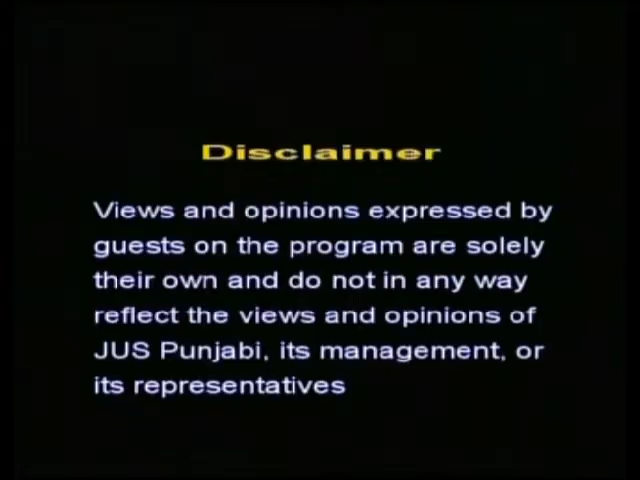 Disclaimer
Views and opinions expressed by
guests on the program are solely
their own and do not in any way
reflect the views and opinions of
JUS Punjabi, its management, or
its representatives